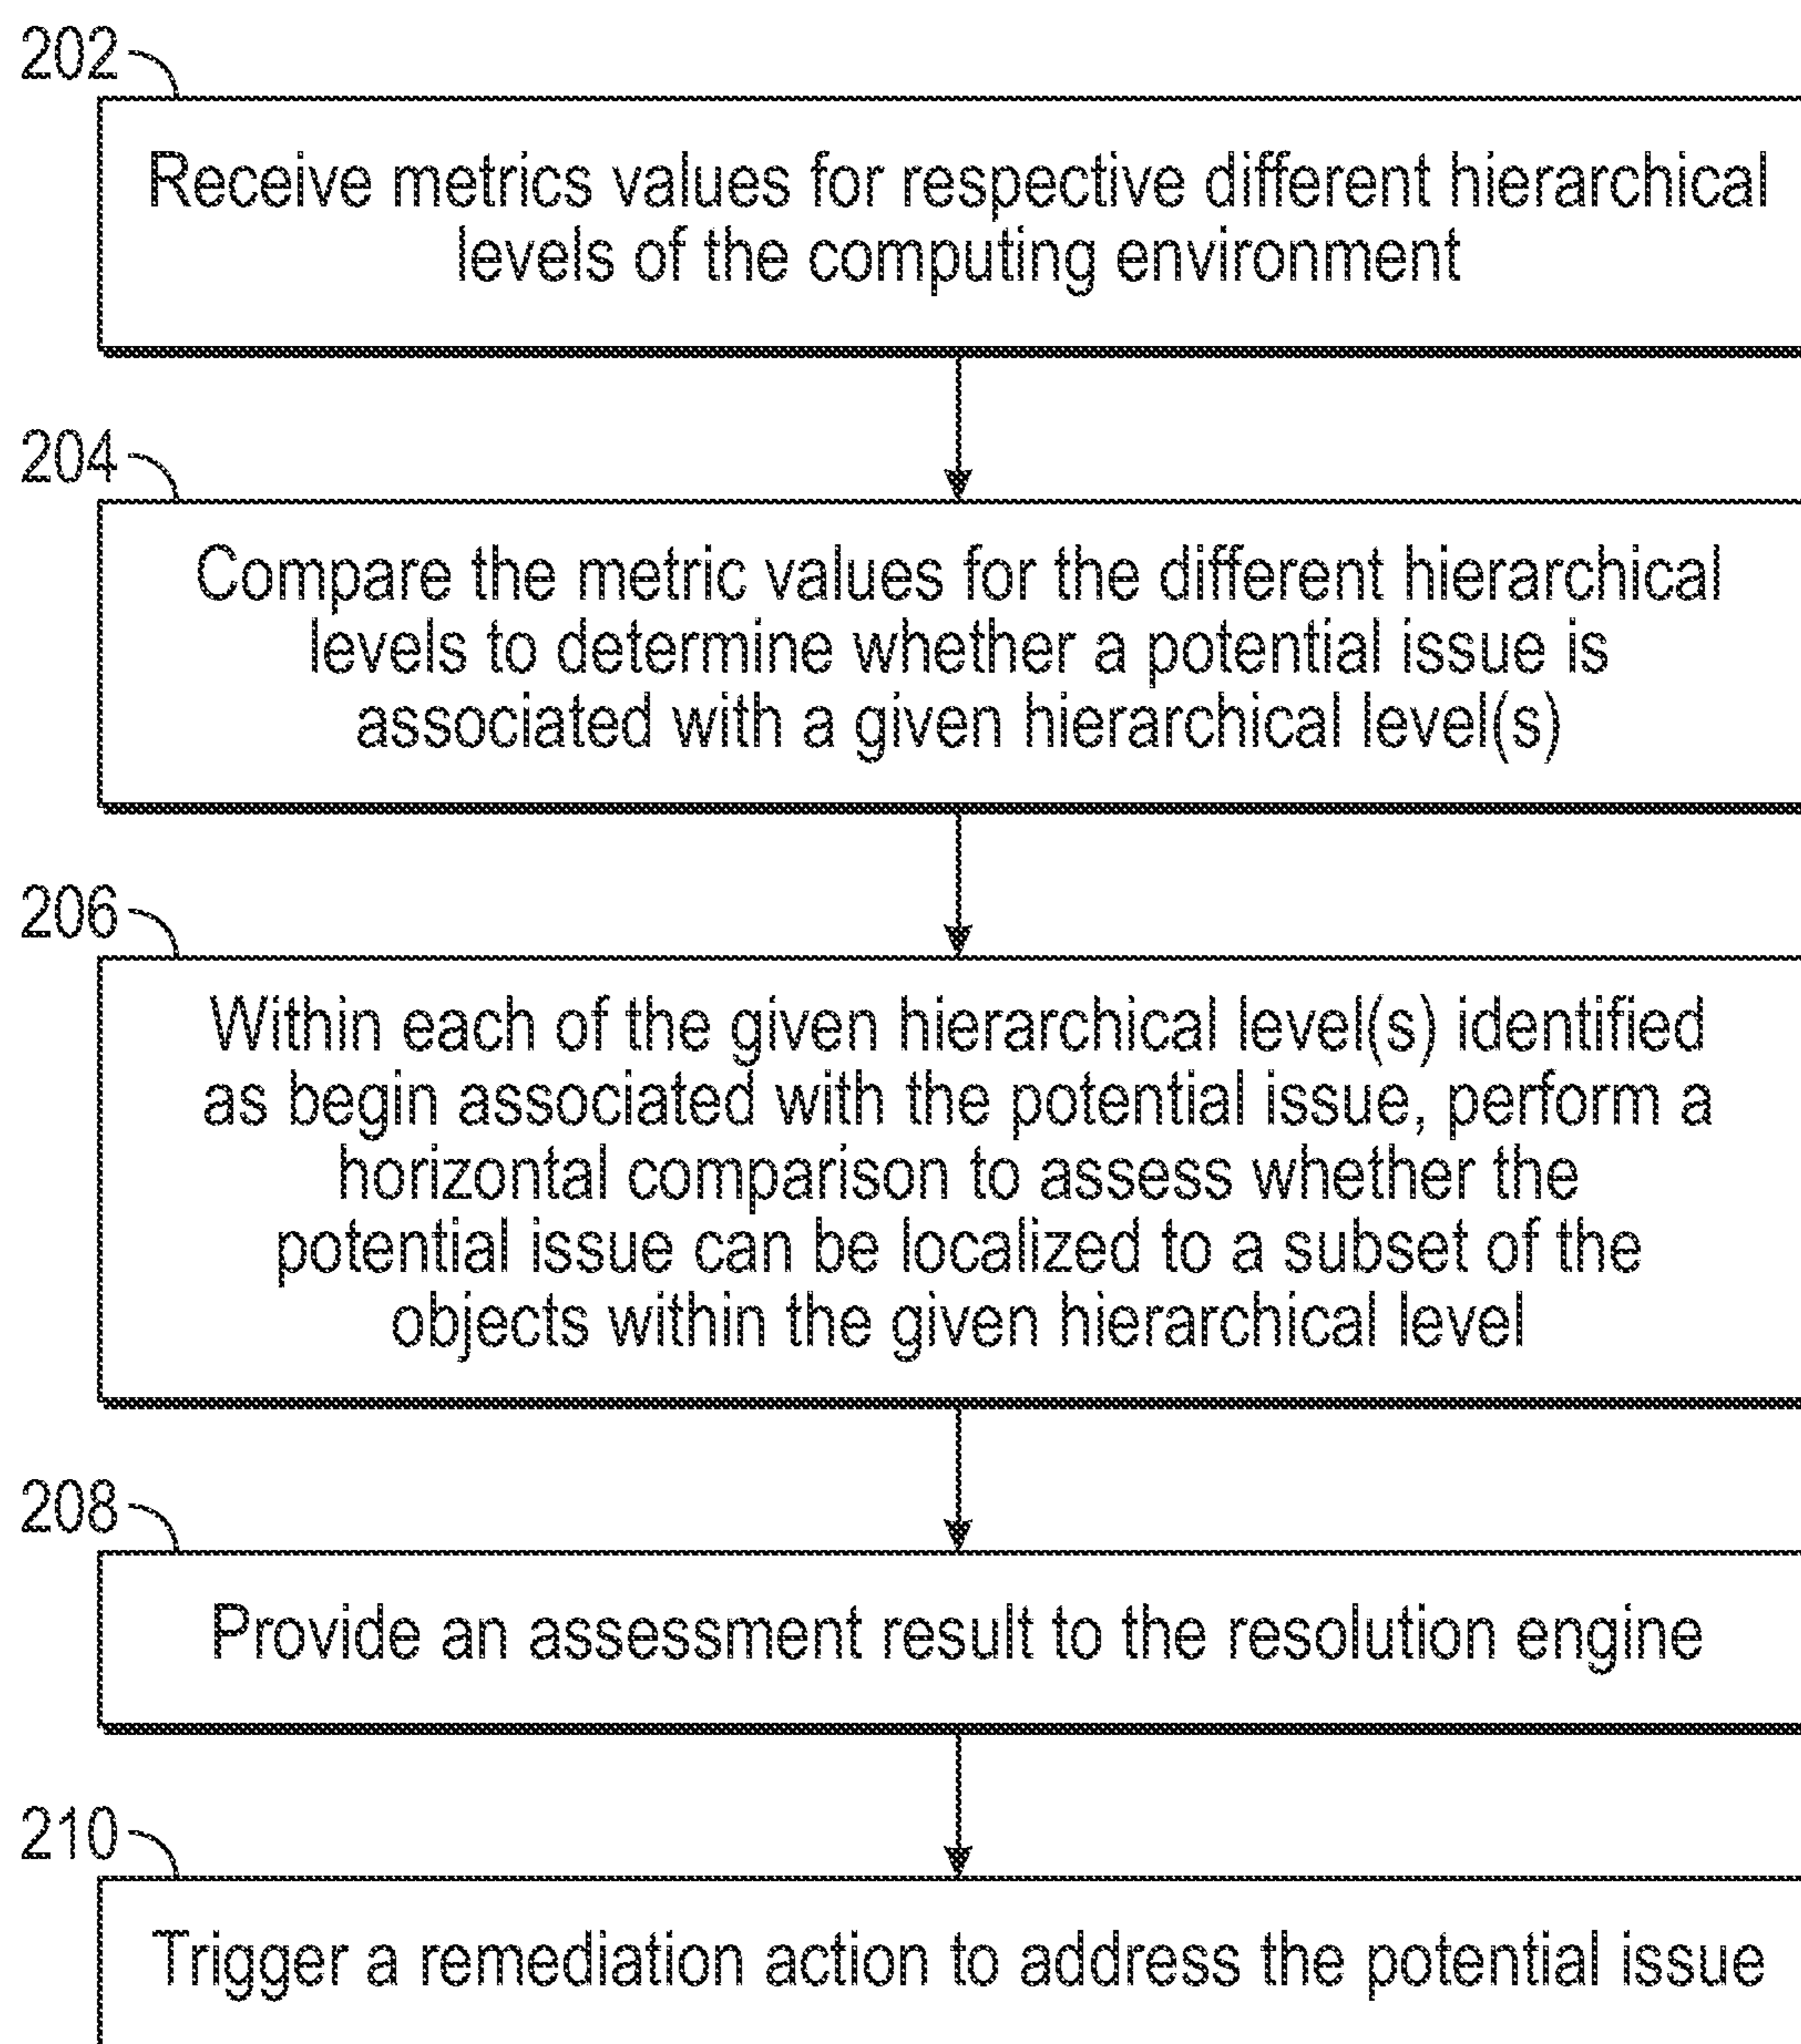 202
Receive metrics values for respective different hierarchical
levels of the computing environment
204
Compare the metric values for the different hierarchical
levels to determine whether a potential issue is
associated with a given hierarchical level(s)
206
Within each of the given hierarchical level(s) identified
as begin associated with the potential issue, perform a
horizontal comparison to assess whether the
potential issue can be localized to a subset of the
objects within the given hierarchical level
208
Provide an assessment result to the resolution engine
210
Trigger a remediation action to address the potential issue